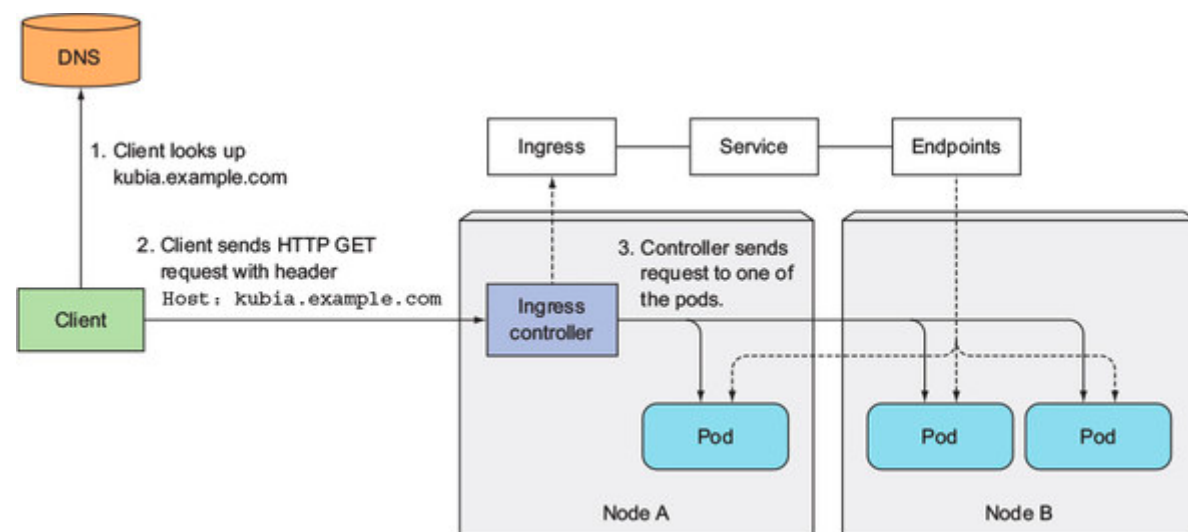 DNS
1. Client looks up
kubia.example.com
Ingress
Service
Endpoints
2. Client sends HTTP GET
request with header
Host: kubia.example.com
3. Controller sends
request to one of
the pods.
Client
Ingress
controller
Pod
Pod
Pod
Node A
Node B